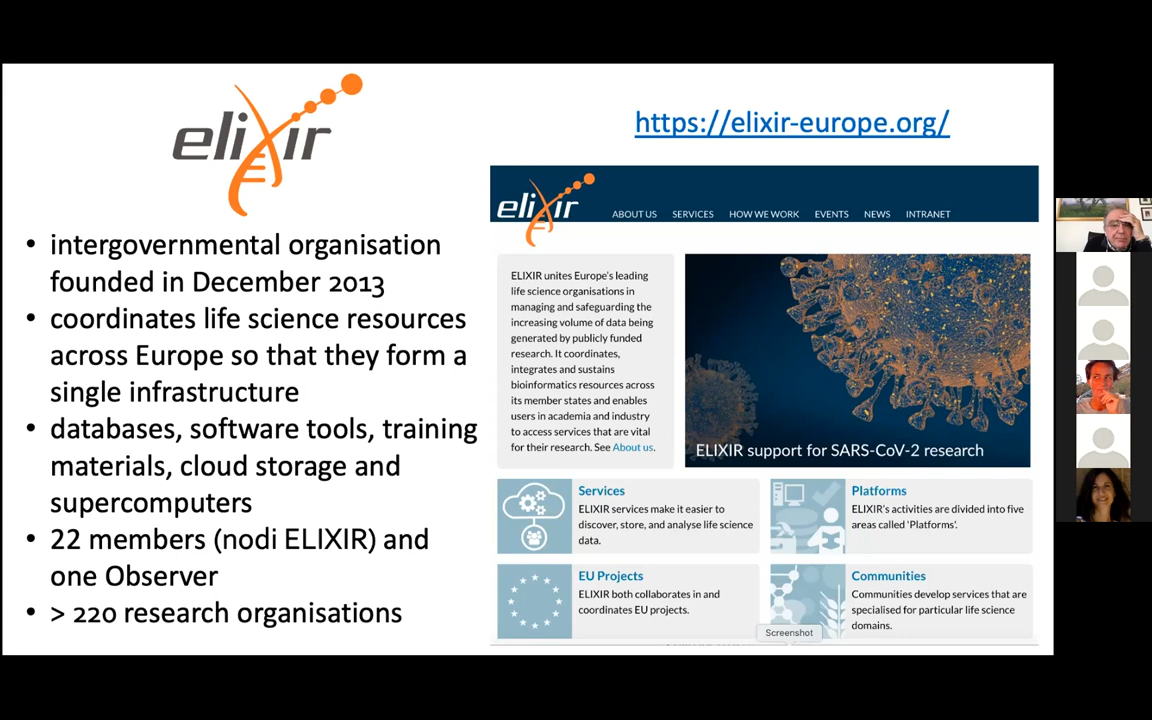 elixir
https://elixir-europe.org/
• intergovernmental organisation
founded in December 2013
• coordinates life science resources
across Europe so that they form a
single infrastructure
• databases, software tools, training
materials, cloud storage and
supercomputers
• 22 members (nodi ELIXIR) and
one Observer
• > 220 research organisations
elixir
ABOUT US SERVICES HOW WE WORK EVENTS NEWS INTRANET
ELIXIR unites Europe's leading
life science organisations in
managing and safeguarding the
increasing volume of data being
generated by publicly funded
research. It coordinates,
integrates and sustains
bioinformatics resources across
its member states and enables
users in academia and industry
to access services that are vital
for their research. See About us.
ELIXIR support for SARS-CoV-2 research
Services
ELIXIR services make it easier to
discover, store, and analyse life science
data.
Platforms
ELIXIR's activities are divided into five
areas called 'Platforms'.
EU Projects
ELIXIR both collaborates in and
coordinates EU projects.
Communities
Communities develop services that are
specialised for particular life science
domains.
Screenshot